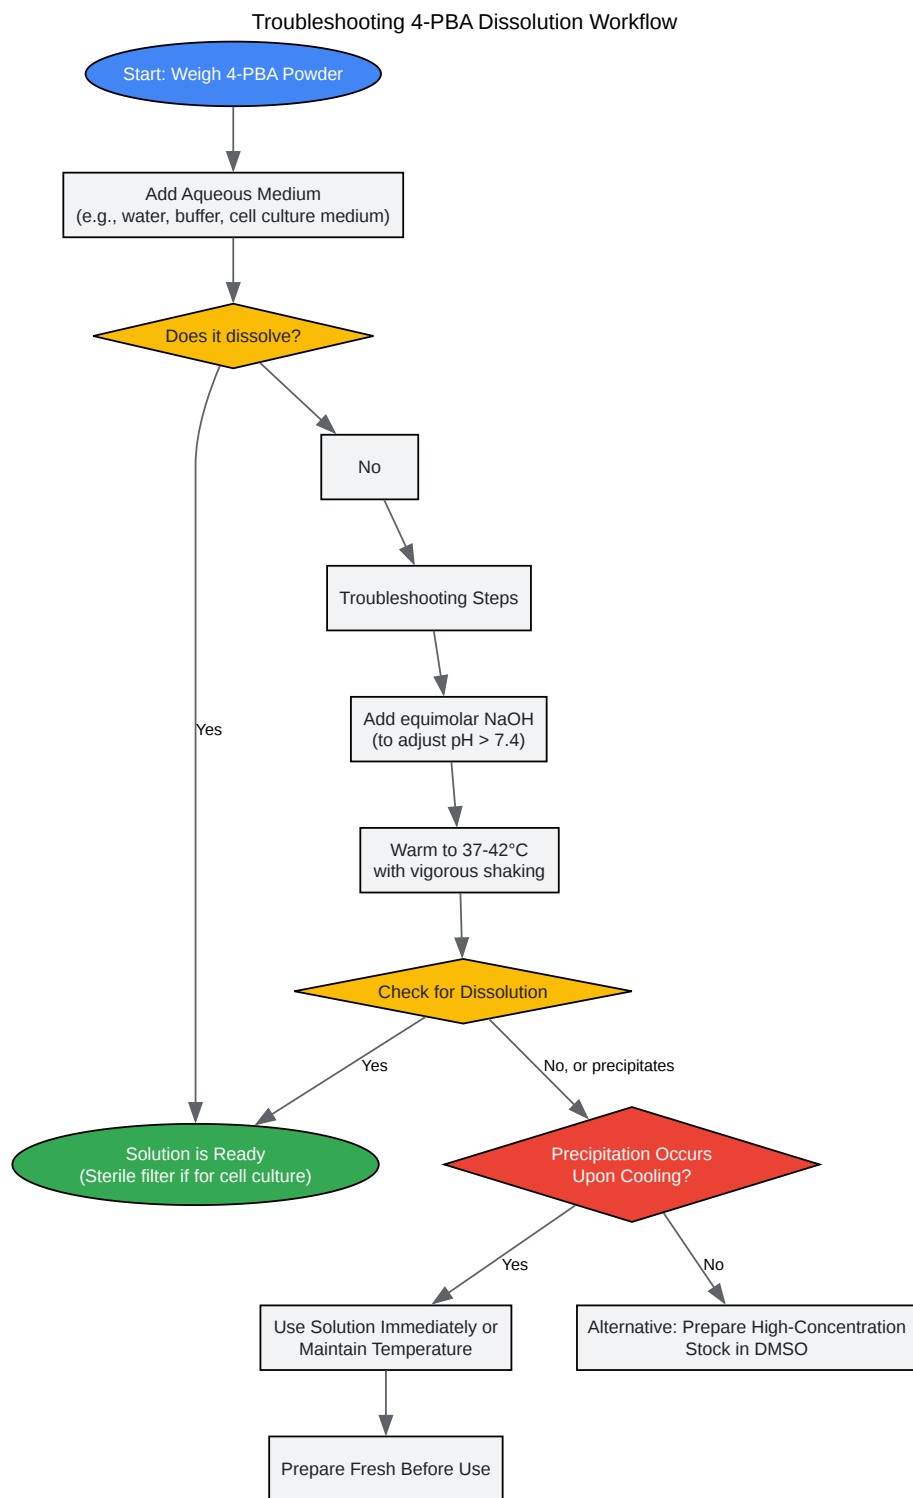 Troubleshooting 4-PBA Dissolution Workflow
Start: Weigh 4-PBA Powder
Add Aqueous Medium
(e.g., water, buffer, cell culture medium)
Does it dissolve?
No
Troubleshooting Steps
Yes
Add equimolar NaOH
(to adjust pH > 7.4)
Warm to 37-42°C
with vigorous shaking
Check for Dissolution
Yes
No, or precipitates
Solution is Ready
(Sterile filter if for cell culture)
Precipitation Occurs
Upon Cooling?
Yes
No
Use Solution Immediately or
Maintain Temperature
Alternative: Prepare High-Concentration
Stock in DMSO
Prepare Fresh Before Use